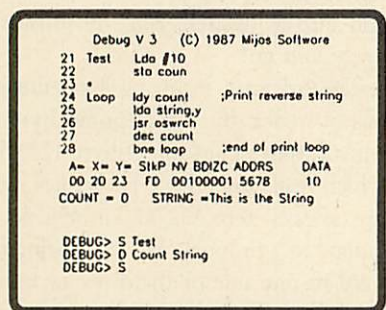 Debug V 3 (C) 1987 Mijas Software
21 Test Lda #10
22 sta coun
23 *
24 Loop ldy count ;Print reverse string
25 lda string,y
26 jsr oswrch
27 dec count
28 bne loop ;end of print loop
A= X= Y= StkP NV BDIZC ADDRS DATA
00 20 23 FD 00100001 5678 10
COUNT = 0 STRING =This is the String
DEBUG> S Test
DEBUG> D Count String
DEBUG> S